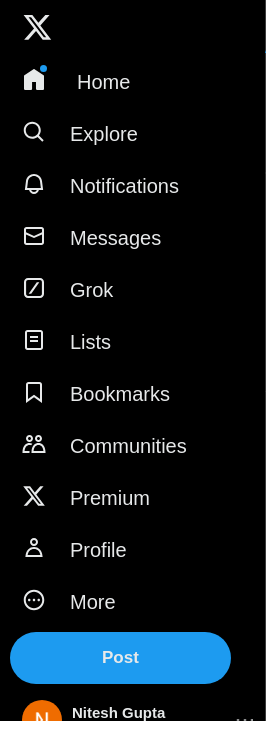 Home
Explore
Notifications
Messages
Grok
Lists
Bookmarks
Communities
Premium
Profile
More
Post
N
Nitesh Gupta